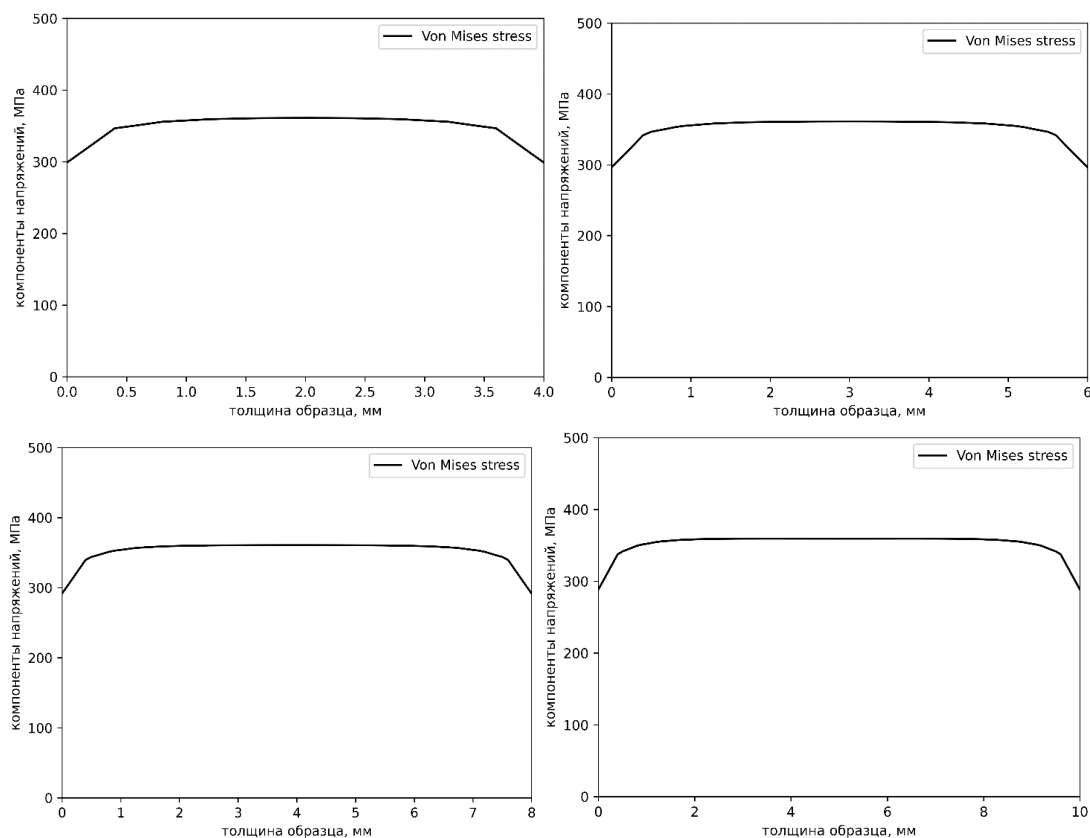 500
400
300
200
100
0
компоненты напряжений, МПа
Von Mises stress
0.0 0.5 1.0 1.5 2.0 2.5 3.0 3.5 4.0
толщина образца, мм
500
400
300
200
100
0
компоненты напряжений, МПа
Von Mises stress
0 1 2 3 4 5 6
толщина образца, мм
500
400
300
200
100
0
компоненты напряжений, МПа
Von Mises stress
0 1 2 3 4 5 6 7 8
толщина образца, мм
500
400
300
200
100
0
компоненты напряжений, МПа
Von Mises stress
0 2 4 6 8 10
толщина образца, мм